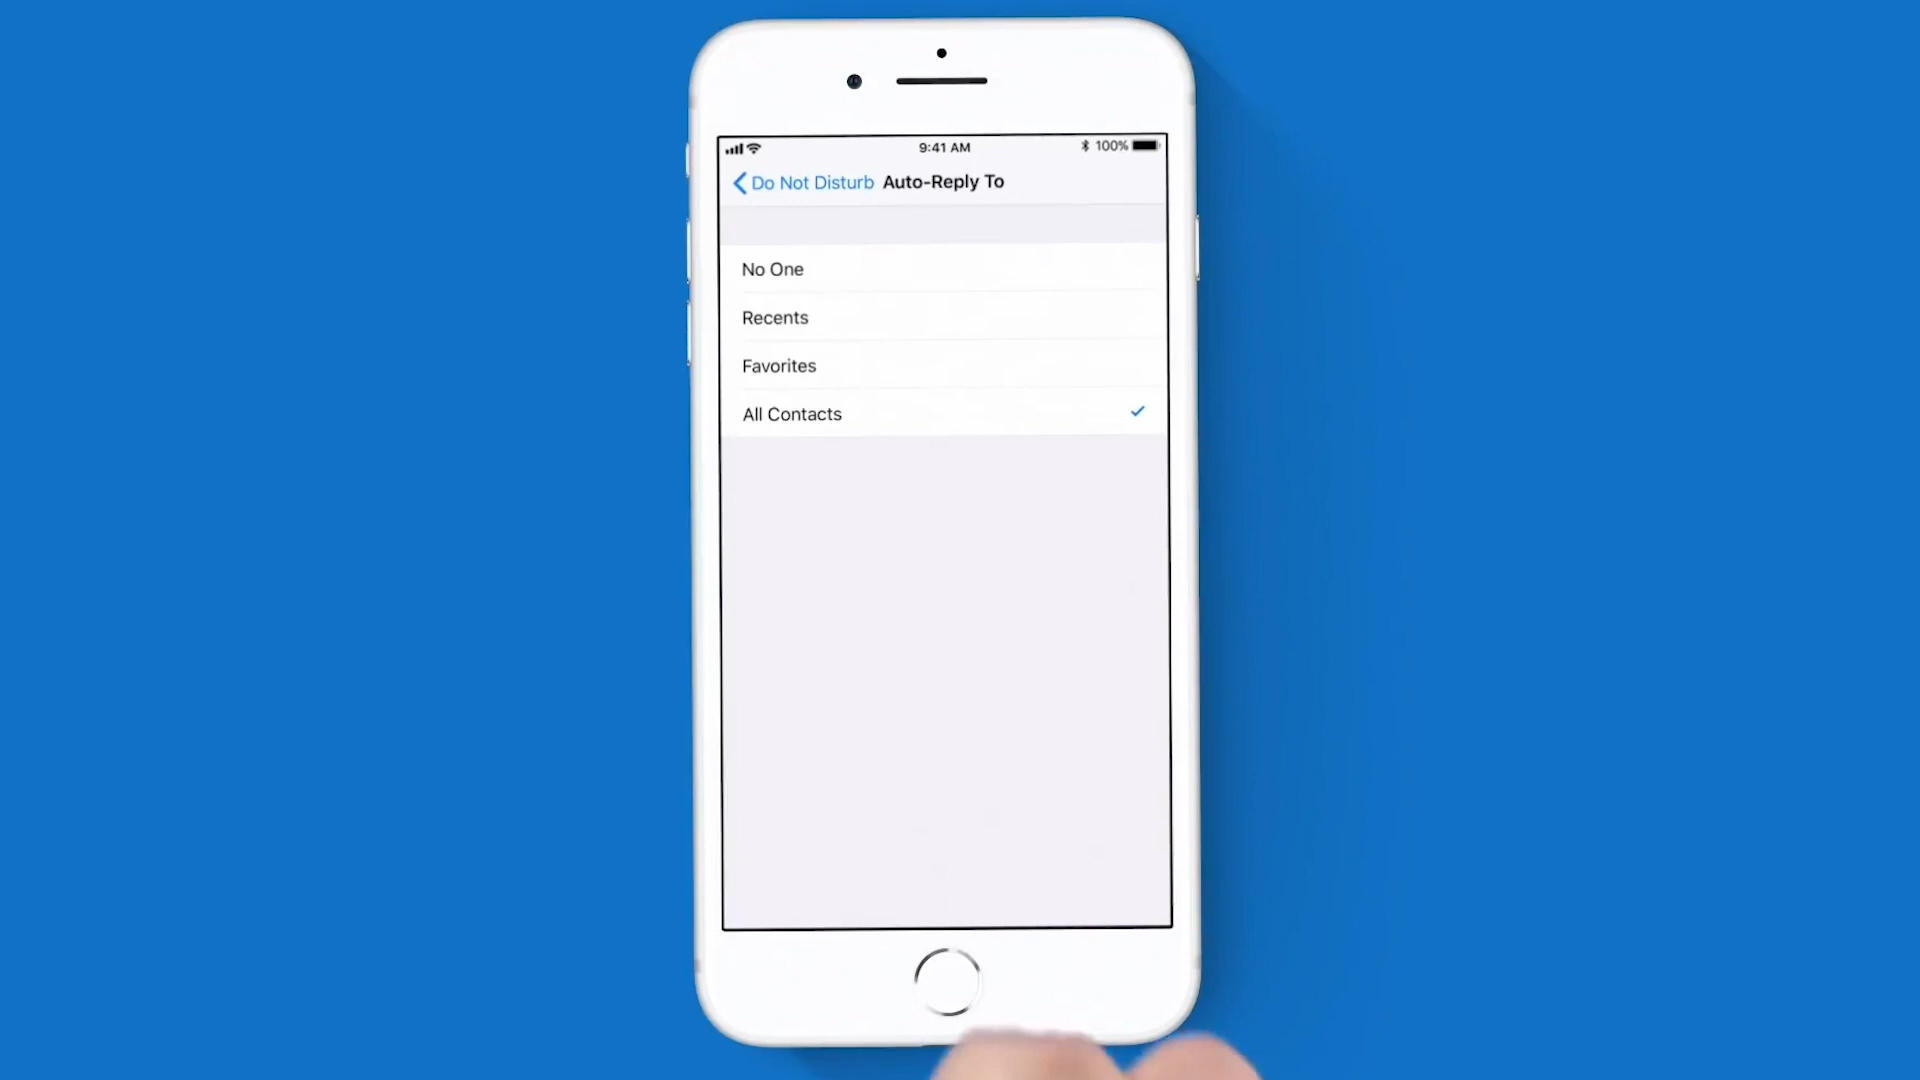 9:41 AM 100%
Do Not Disturb Auto-Reply To
No One
Recents
Favorites
All Contacts